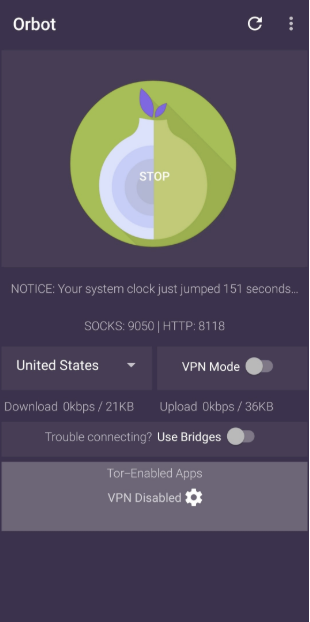 Orbot
STOP
NOTICE: Your system clock just jumped 151 seconds...
SOCKS: 9050 | HTTP: 8118
United States
VPN Mode
Download 0kbps / 21KB
Upload 0kbps / 36KB
Trouble connecting? Use Bridges
Tor-Enabled Apps
VPN Disabled